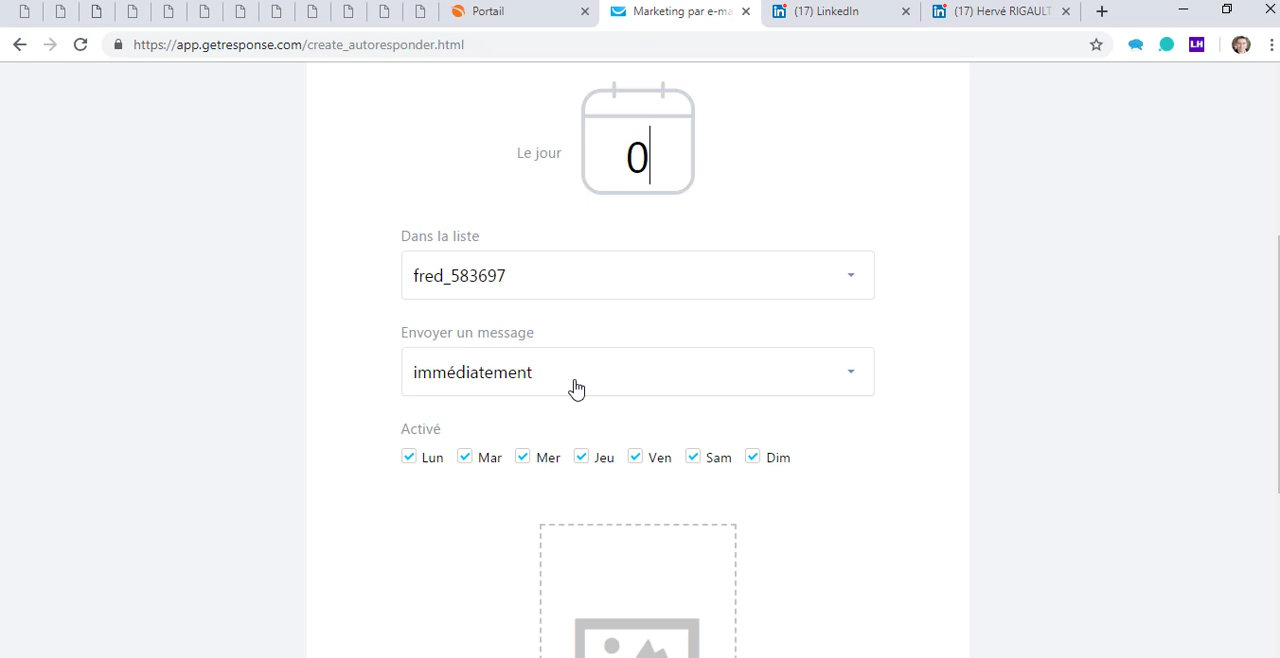 Portail
Marketing par e-ma
(17) LinkedIn
(17) Hervé RIGAULT
https://app.getresponse.com/create_autoresponder.html
LH
Le jour
0
Dans la liste
fred_583697
Envoyer un message
immédiatement
Activé
Lun Mar Mer Jeu Ven Sam Dim